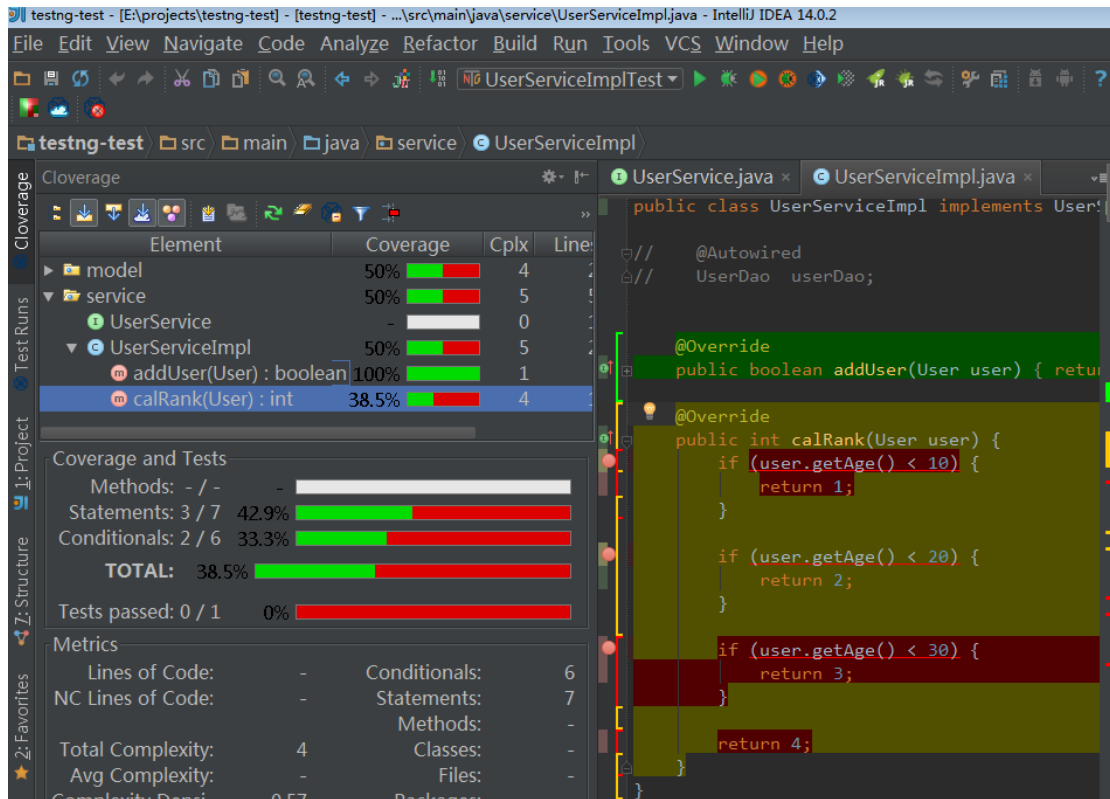 testng-test - [E:\projects\testng-test] - [testng-test] - ...\src\main\java\service\UserServiceImpl.java - IntelliJ IDEA 14.0.2
File Edit View Navigate Code Analyze Refactor Build Run Tools VCS Window Help
UserServiceImplTest
testng-test src main java service UserServiceImpl
Cloverage
Test Runs
1: Project
7: Structure
2: Favorites
Cloverage
Element Coverage Cplx
model 50% 4
service 50% 5
UserService - 0
UserServiceImpl 50% 5
addUser(User) : boolean 100% 1
calRank(User) : int 38.5% 4
Coverage and Tests
Methods: - / - -
Statements: 3 / 7 42.9%
Conditionals: 2 / 6 33.3%
TOTAL: 38.5%
Tests passed: 0 / 1 0%
Metrics
Lines of Code: - Conditionals: 6
NC Lines of Code: - Statements: 7
Methods: -
Total Complexity: 4 Classes: -
Avg Complexity: - Files: -
UserService.java × UserServiceImpl.java ×
public class UserServiceImpl implements
// @Autowired
// UserDao userDao;
@Override
public boolean addUser(User user) {
@Override
public int calRank(User user) {
if (user.getAge() < 10) {
return 1;
}
if (user.getAge() < 20) {
return 2;
}
if (user.getAge() < 30) {
return 3;
}
return 4;
}
}